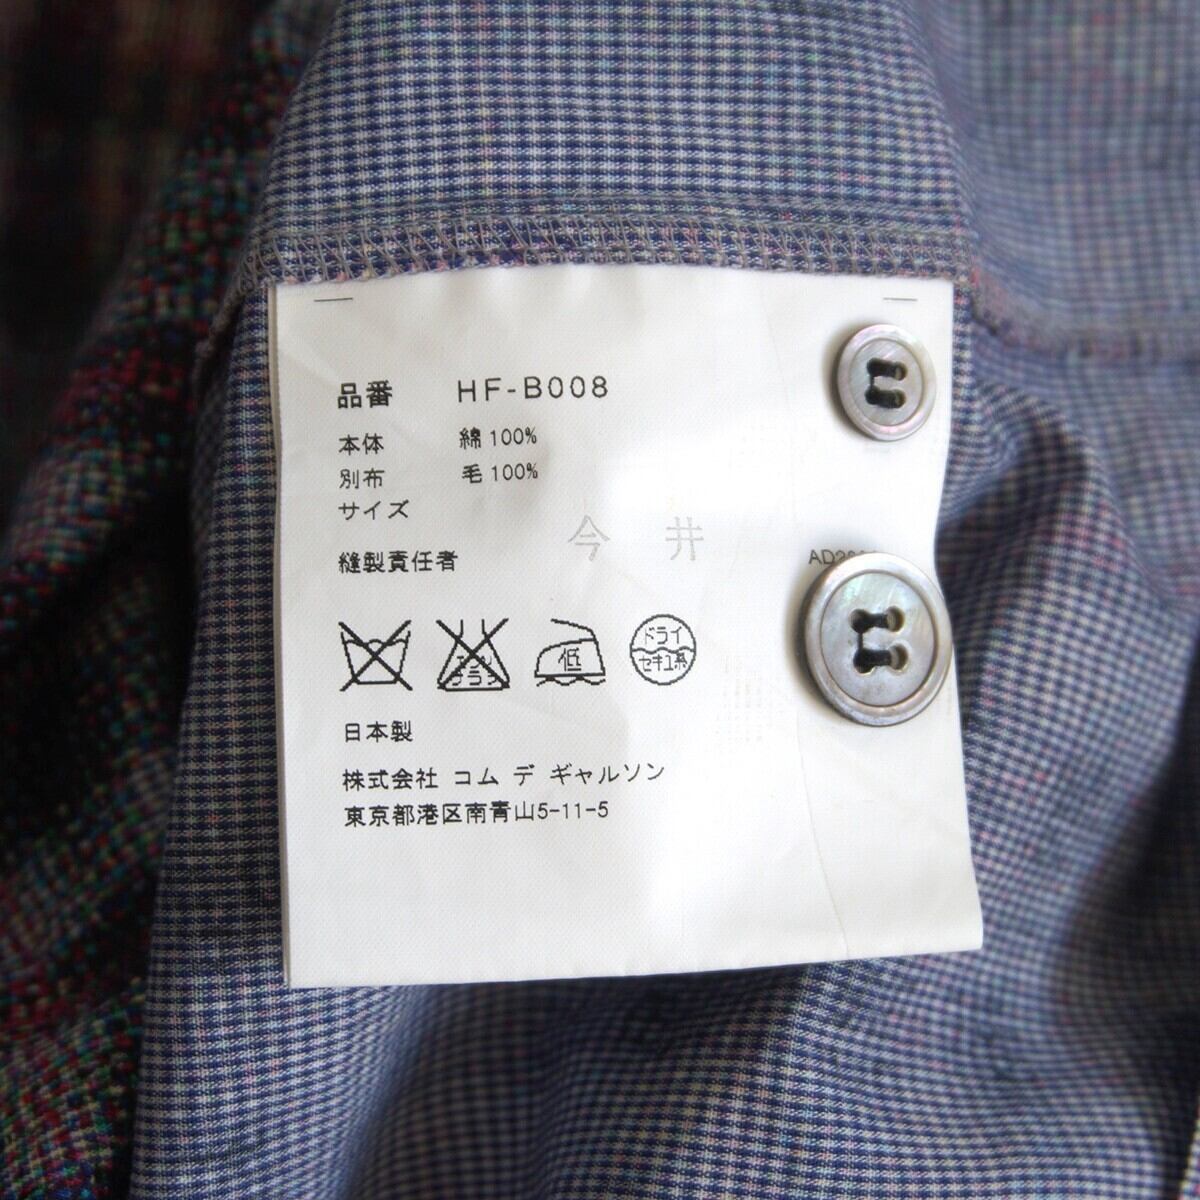 品番 HF-B008
本体 綿 100%
別布 毛 100%
サイズ
今井
縫製責任者
低
ドライ
セキユ系
日本製
株式会社 コム デ ギャルソン
東京都港区南青山5-11-5